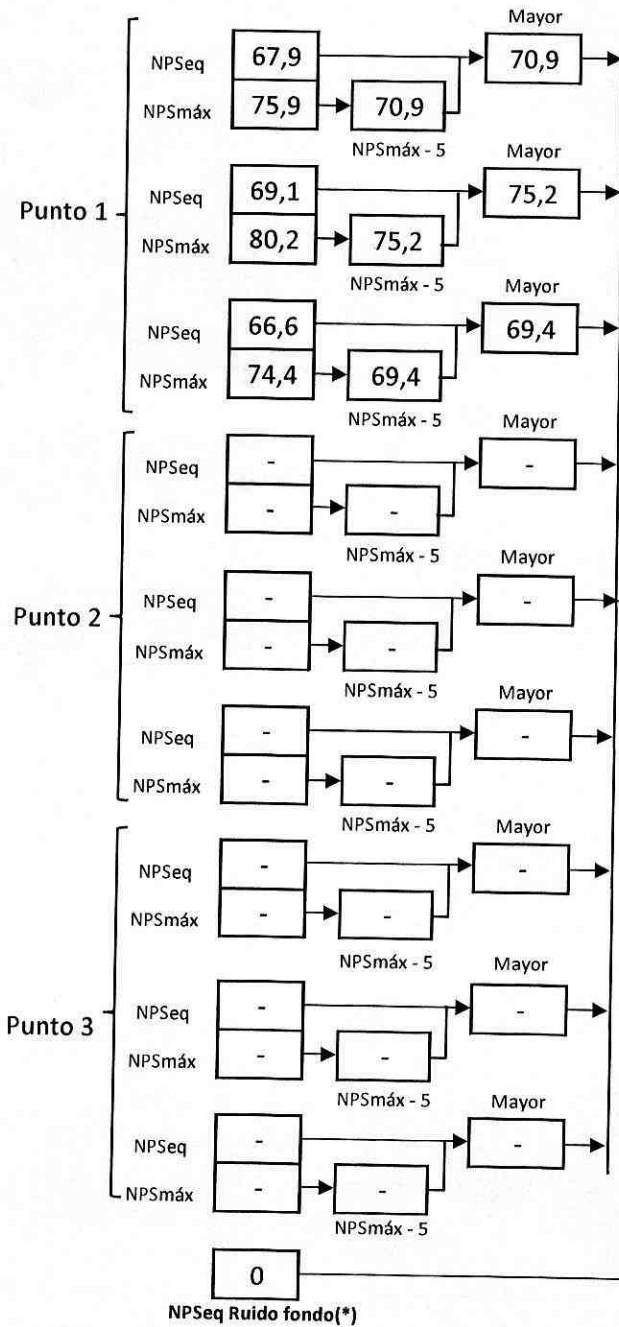 Mayor
NPSeq 67,9 70,9
NPSmáx 75,9 70,9
NPSmáx - 5
Mayor
Punto 1 NPSeq 69,1 75,2
NPSmáx 80,2 75,2
NPSmáx - 5
Mayor
NPSeq 66,6 69,4
NPSmáx 74,4 69,4
NPSmáx - 5
Mayor
NPSeq - -
NPSmáx - -
NPSmáx - 5
Mayor
Punto 2 NPSeq - -
NPSmáx - -
NPSmáx - 5
Mayor
NPSeq - -
NPSmáx - -
NPSmáx - 5
Mayor
NPSeq - -
NPSmáx - -
NPSmáx - 5
Mayor
Punto 3 NPSeq - -
NPSmáx - -
NPSmáx - 5
Mayor
NPSeq - -
NPSmáx - -
NPSmáx - 5
0
NPSeq Ruido fondo(*)